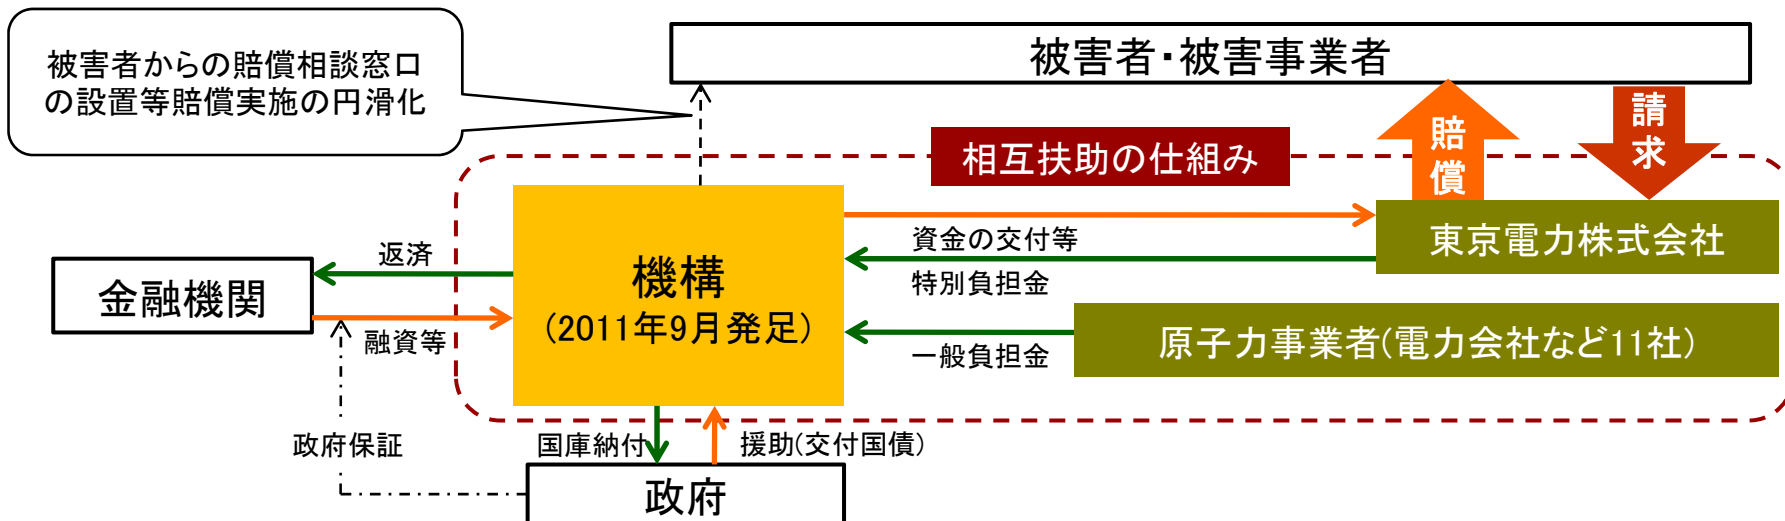 被害者からの賠償相談窓口
の設置等賠償実施の円滑化
被害者・被害事業者
賠償
請求
相互扶助の仕組み
機構
(2011年9月発足)
資金の交付等
特別負担金
一般負担金
東京電力株式会社
原子力事業者(電力会社など11社)
返済
金融機関
融資等
政府保証
国庫納付
援助(交付国債)
政府